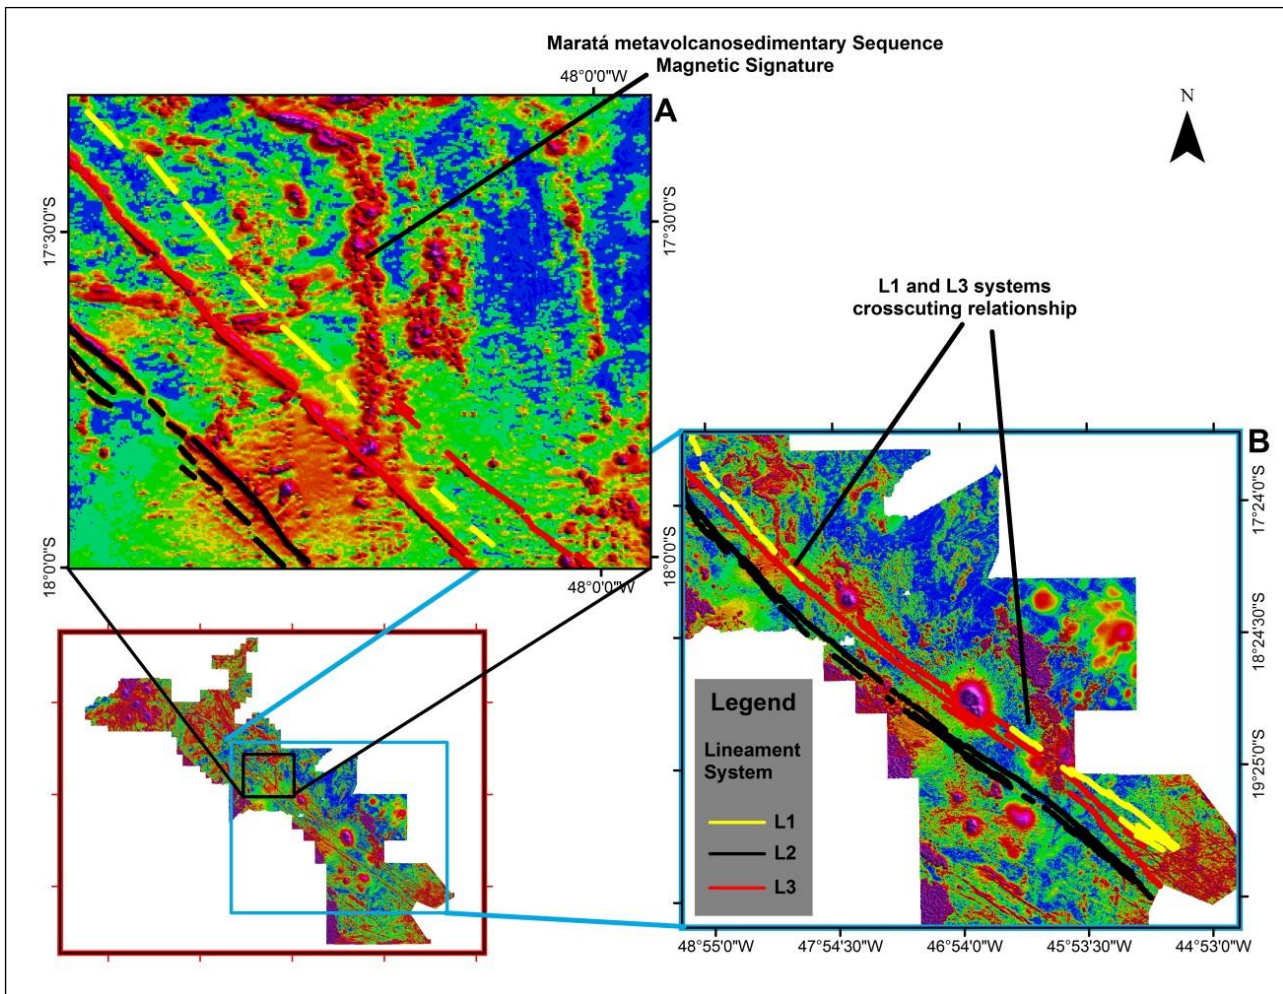 Maratá metavolcanosedimentary Sequence
Magnetic Signature
48°0'0"W
A
N
17°30'0"S
17°30'0"S
L1 and L3 systems
crosscuting relationship
B
17°24'0"S
18°0'0"S
18°0'0"S
48°0'0"W
18°24'30"S
Legend
Lineament
System
19°25'0"S
L1
L2
L3
48°55'0"W
47°54'30"W
46°54'0"W
45°53'30"W
44°53'0"W